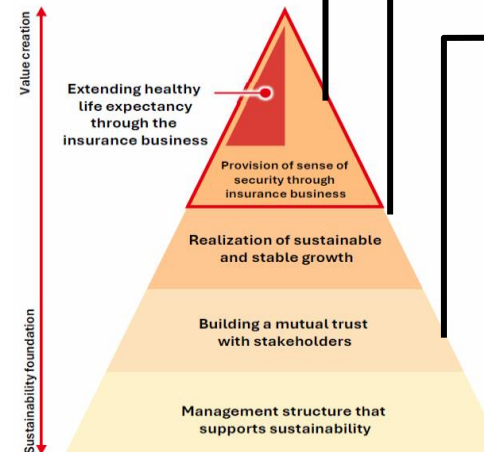 Value creation
Extending healthy
life expectancy
through the
insurance business
Provision of sense of
security through
insurance business
Realization of sustainable
and stable growth
Building a mutual trust
with stakeholders
Management structure that
supports sustainability
Sustainability foundation